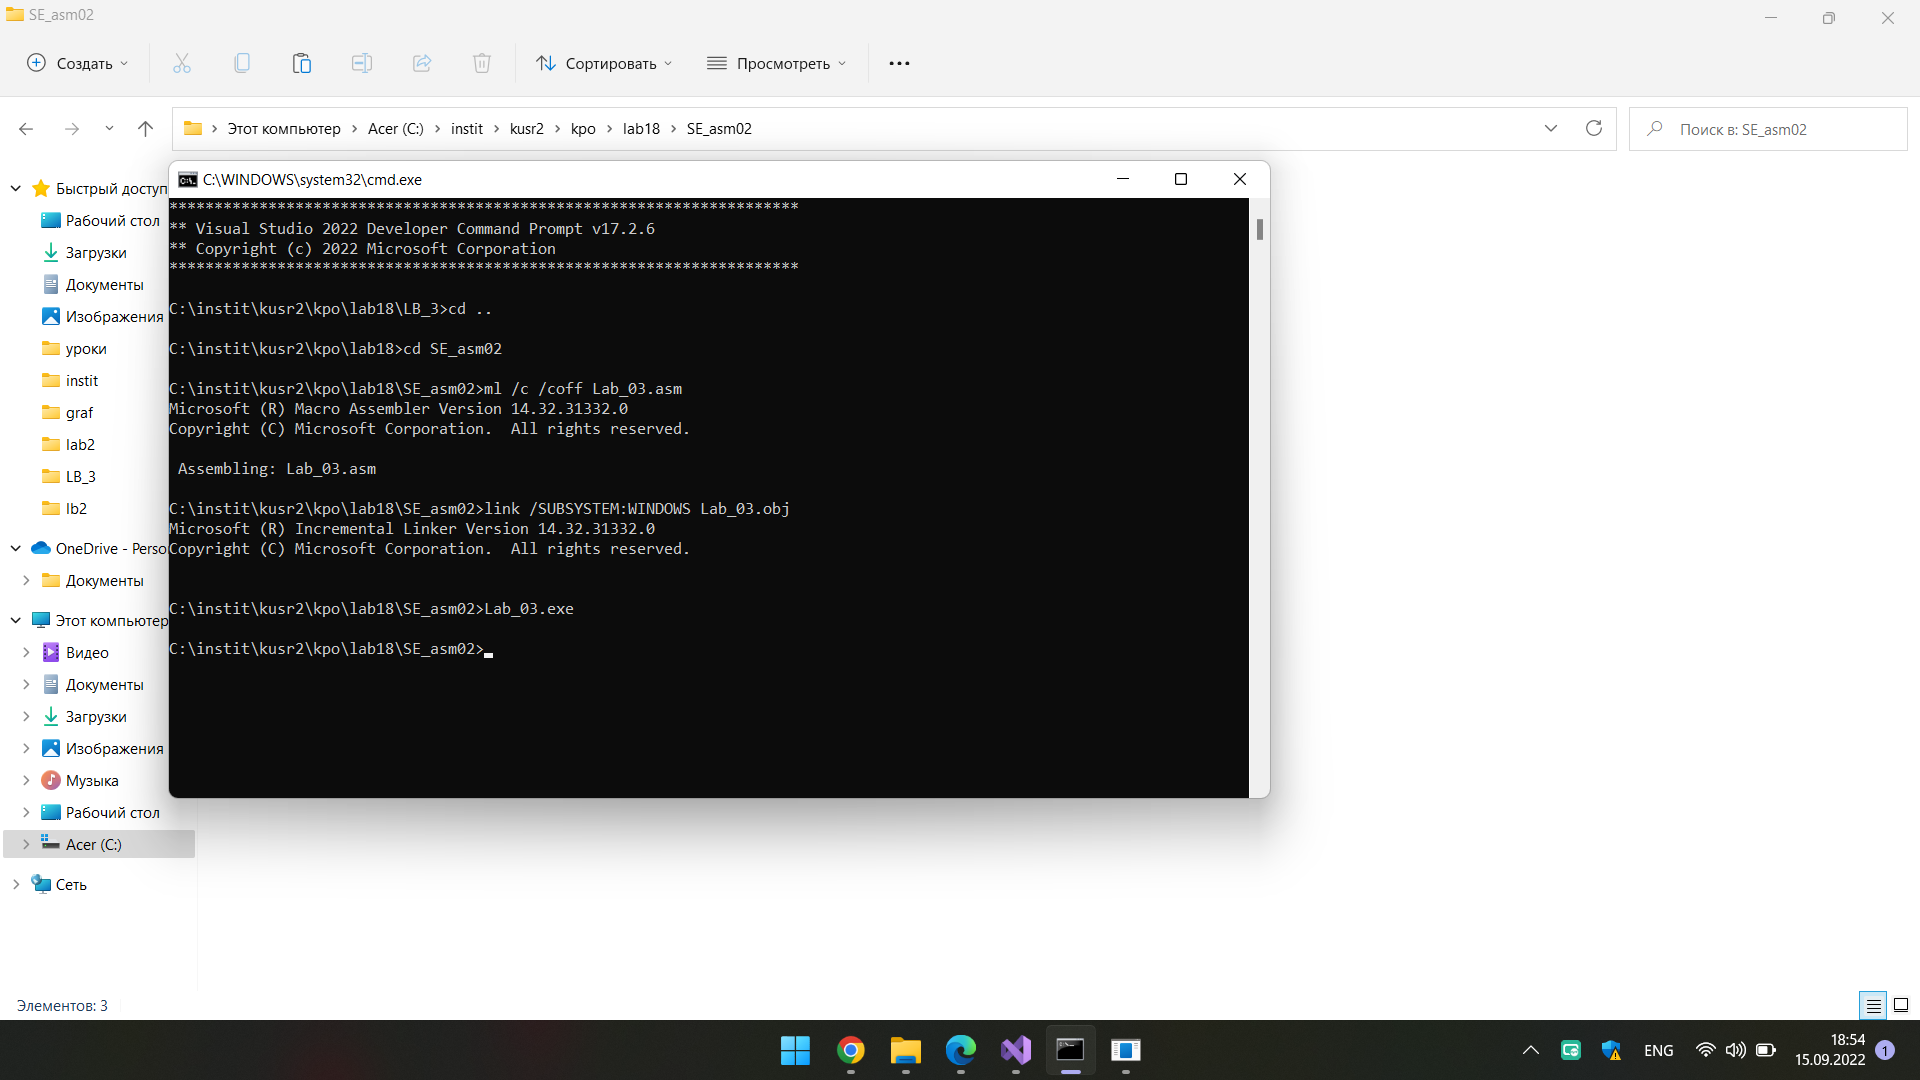 SE_asm02
Создать
Сортировать
Просмотреть
Этот компьютер > Acer (C:) > instit > kusr2 > kpo > lab18 > SE_asm02
Поиск в: SE_asm02
Быстрый доступ
Рабочий стол
Загрузки
Документы
Изображения
уроки
instit
graf
lab2
LB_3
lb2
OneDrive - Perso
Документы
Этот компьютер
Видео
Документы
Загрузки
Изображения
Музыка
Рабочий стол
Acer (C:)
Сеть
Элементов: 3
C:\WINDOWS\system32\cmd.exe
**********************************************************************
** Visual Studio 2022 Developer Command Prompt v17.2.6
** Copyright (c) 2022 Microsoft Corporation
**********************************************************************
C:\instit\kusr2\kpo\lab18\LB_3>cd ..
C:\instit\kusr2\kpo\lab18>cd SE_asm02
C:\instit\kusr2\kpo\lab18\SE_asm02>ml /c /coff Lab_03.asm
Microsoft (R) Macro Assembler Version 14.32.31332.0
Copyright (C) Microsoft Corporation.  All rights reserved.
Assembling: Lab_03.asm
C:\instit\kusr2\kpo\lab18\SE_asm02>link /SUBSYSTEM:WINDOWS Lab_03.obj
Microsoft (R) Incremental Linker Version 14.32.31332.0
Copyright (C) Microsoft Corporation.  All rights reserved.
C:\instit\kusr2\kpo\lab18\SE_asm02>Lab_03.exe
C:\instit\kusr2\kpo\lab18\SE_asm02>
ENG
18:54
15.09.2022
1